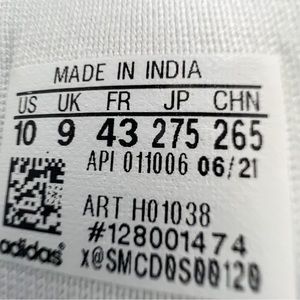 MADE IN INDIA
US UK FR JP CHN
10 9 43 275 265
API 011006 06/21
ART H01038
#128001474
adidas® x@SMCD0S00120